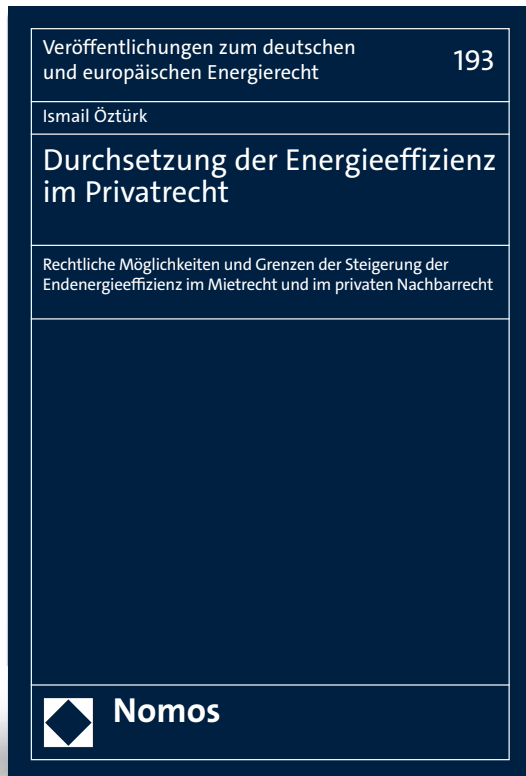 Veröffentlichungen zum deutschen
und europäischen Energierecht
193
Ismail Öztürk
Durchsetzung der Energieeffizienz
im Privatrecht
Rechtliche Möglichkeiten und Grenzen der Steigerung der
Endenergieeffizienz im Mietrecht und im privaten Nachbarrecht
Nomos